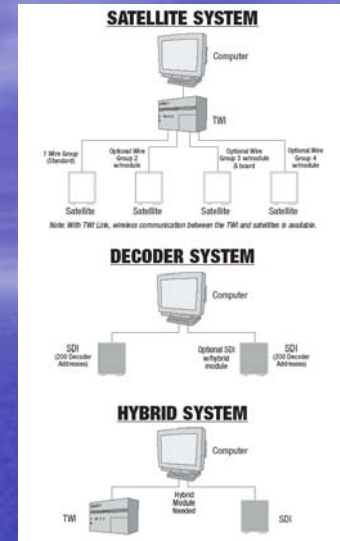 SATELLITE SYSTEM
Computer
TWI
1 Wire Group
(Standard)
Optional Wire
Group 2
w/module
Optional Wire
Group 3 w/module
& board
Optional Wire
Group 4
w/module
Satellite
Satellite
Satellite
Satellite
Note: With TWI Link, wireless communication between the TWI and satellites is available.
DECODER SYSTEM
Computer
SDI
(200 Decoder
Addresses)
Optional SDI
w/hybrid
module
SDI
(200 Decoder
Addresses)
HYBRID SYSTEM
Computer
Hybrid
Module
Needed
TWI
SDI